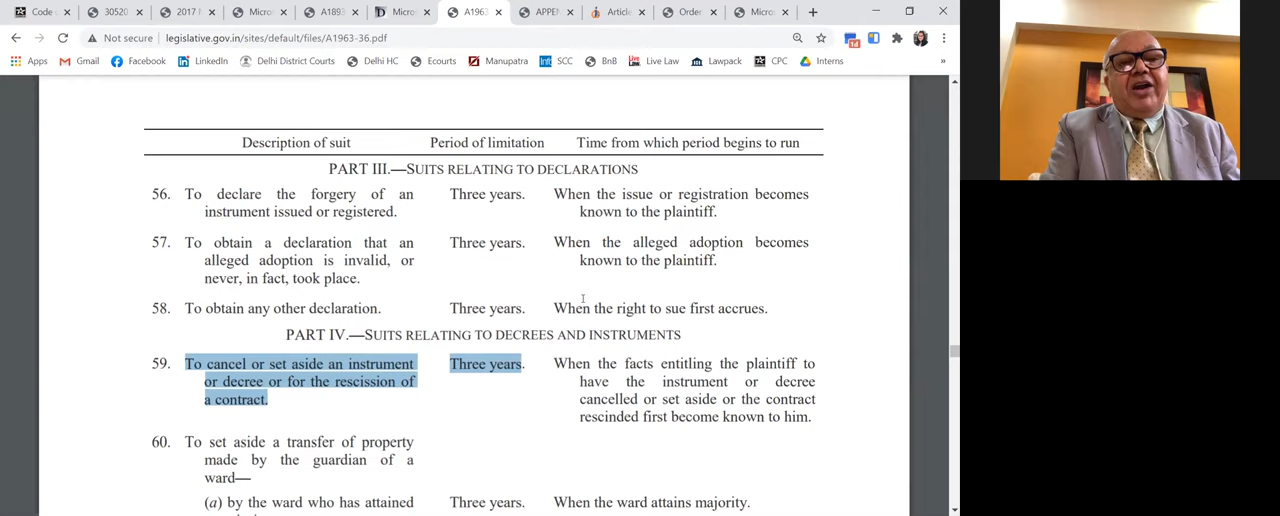 Code
30520
2017 I
Micros
A1893
Micros
A1963
APPEN
Article
Order
Micros
Not secure | legislative.gov.in/sites/default/files/A1963-36.pdf
Apps Gmail Facebook LinkedIn Delhi District Courts Delhi HC Ecourts Manupatra SCC BnB Live Law Lawpack CPC Interns »
Description of suit Period of limitation Time from which period begins to run
PART III.—SUITS RELATING TO DECLARATIONS
56. To declare the forgery of an Three years. When the issue or registration becomes
instrument issued or registered. known to the plaintiff.
57. To obtain a declaration that an Three years. When the alleged adoption becomes
alleged adoption is invalid, or known to the plaintiff.
never, in fact, took place.
58. To obtain any other declaration. Three years. When the right to sue first accrues.
PART IV.—SUITS RELATING TO DECREES AND INSTRUMENTS
59. To cancel or set aside an instrument Three years. When the facts entitling the plaintiff to
or decree or for the rescission of have the instrument or decree
a contract. cancelled or set aside or the contract
rescinded first become known to him.
60. To set aside a transfer of property
made by the guardian of a
ward—
(a) by the ward who has attained Three years. When the ward attains majority.